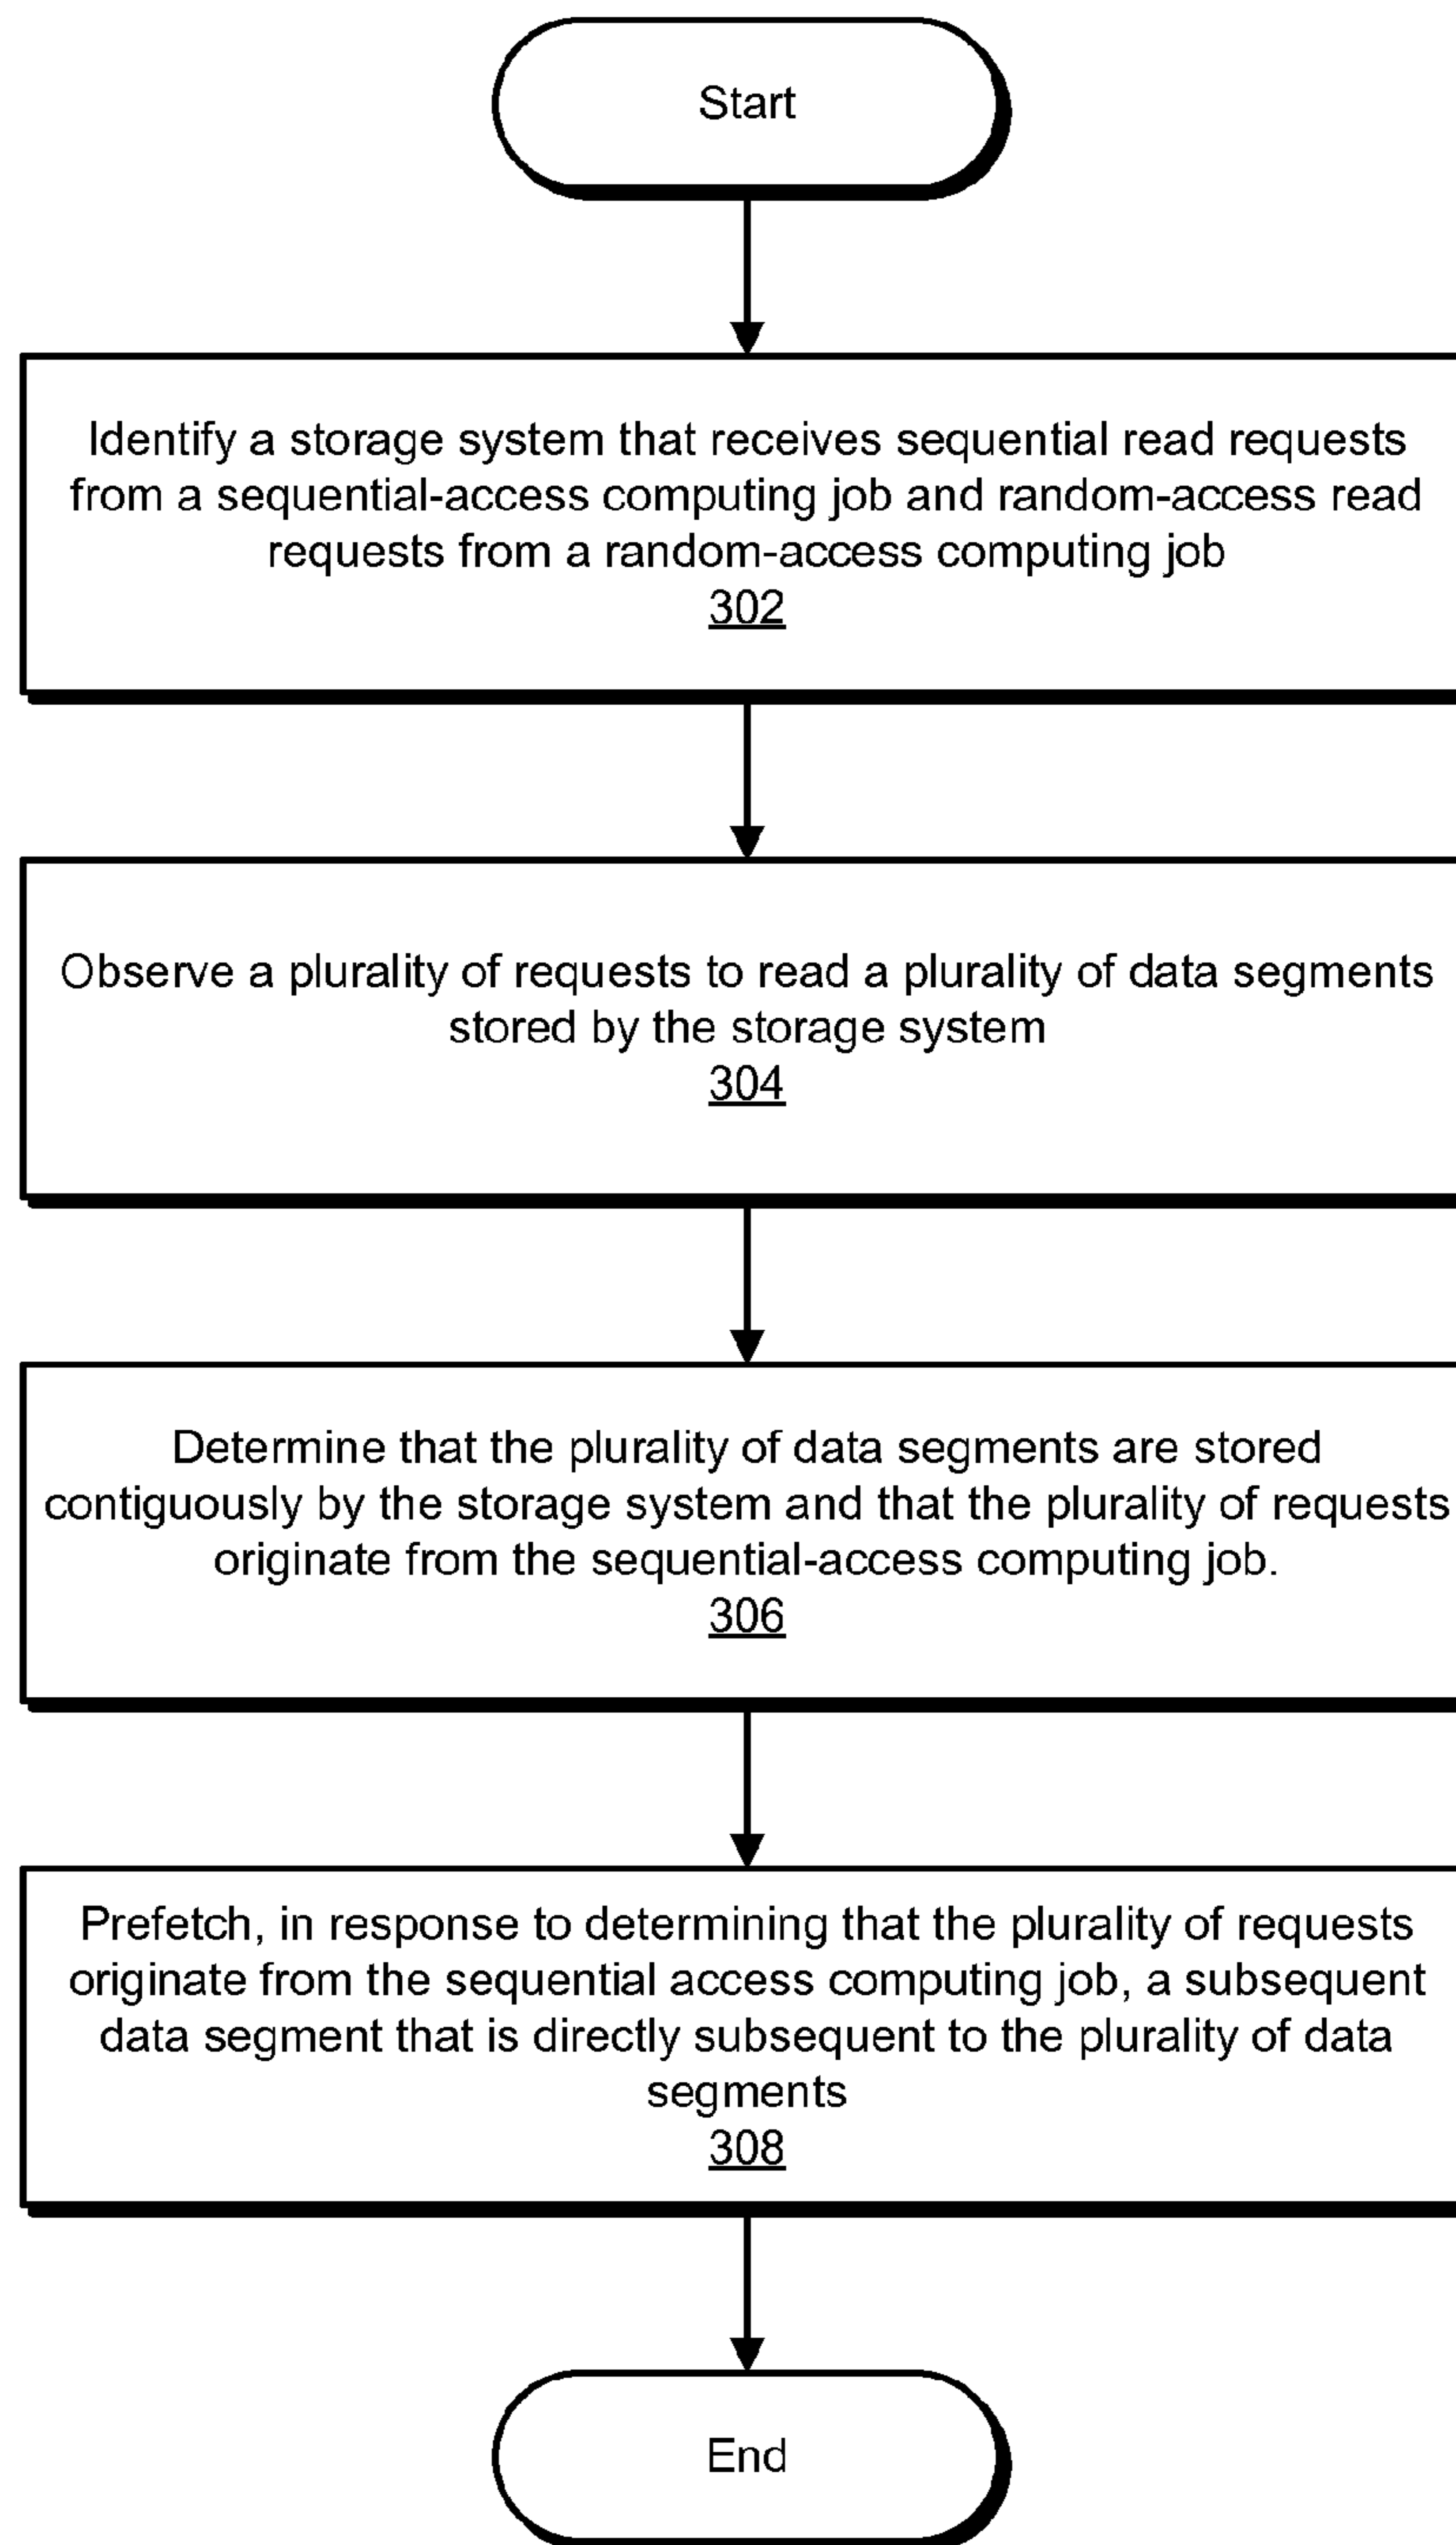 Start
Identify a storage system that receives sequential read requests
from a sequential-access computing job and random-access read
requests from a random-access computing job
302
Observe a plurality of requests to read a plurality of data segments
stored by the storage system
304
Determine that the plurality of data segments are stored
contiguously by the storage system and that the plurality of requests
originate from the sequential-access computing job.
306
Prefetch, in response to determining that the plurality of requests
originate from the sequential access computing job, a subsequent
data segment that is directly subsequent to the plurality of data
segments
308
End